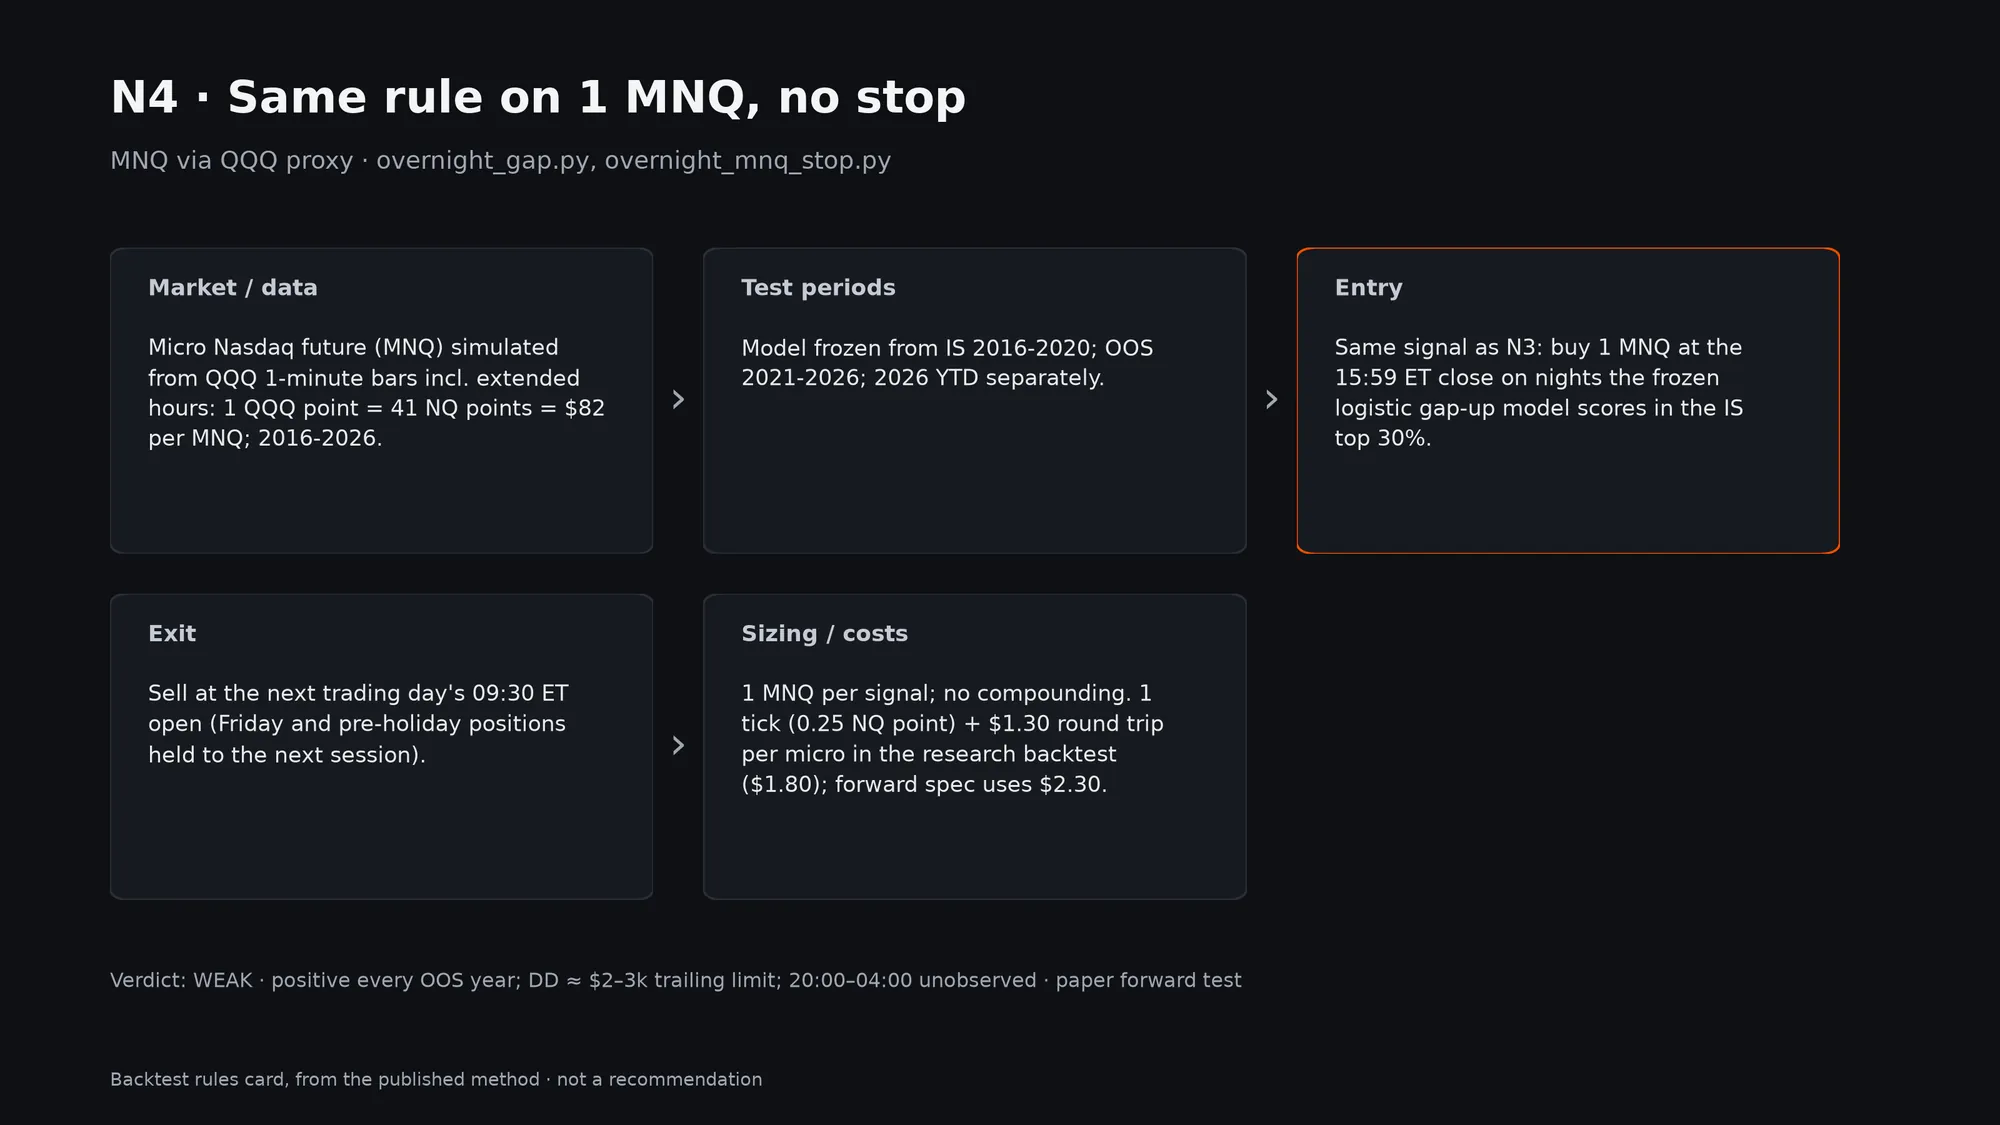 N4 · Same rule on 1 MNQ, no stop
MNQ via QQQ proxy · overnight_gap.py, overnight_mnq_stop.py
Market / data
Micro Nasdaq future (MNQ) simulated
from QQQ 1-minute bars incl. extended
hours: 1 QQQ point = 41 NQ points = $82
per MNQ; 2016-2026.
›
Test periods
Model frozen from IS 2016-2020; OOS
2021-2026; 2026 YTD separately.
›
Entry
Same signal as N3: buy 1 MNQ at the
15:59 ET close on nights the frozen
logistic gap-up model scores in the IS
top 30%.
Exit
Sell at the next trading day's 09:30 ET
open (Friday and pre-holiday positions
held to the next session).
›
Sizing / costs
1 MNQ per signal; no compounding. 1
tick (0.25 NQ point) + $1.30 round trip
per micro in the research backtest
($1.80); forward spec uses $2.30.
Verdict: WEAK · positive every OOS year; DD ≈ $2–3k trailing limit; 20:00–04:00 unobserved · paper forward test
Backtest rules card, from the published method · not a recommendation